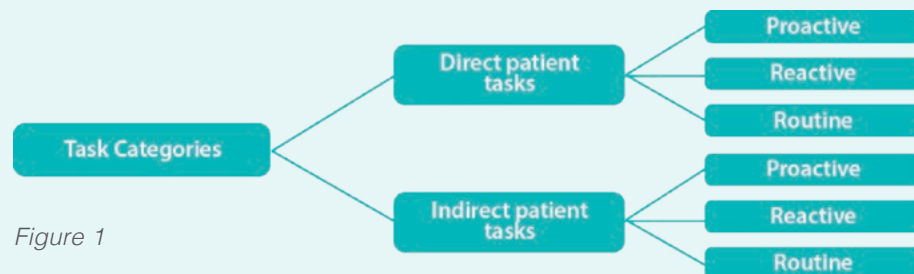 Task Categories
Direct patient
tasks
Proactive
Reactive
Routine
Indirect patient
tasks
Proactive
Reactive
Routine
Figure 1